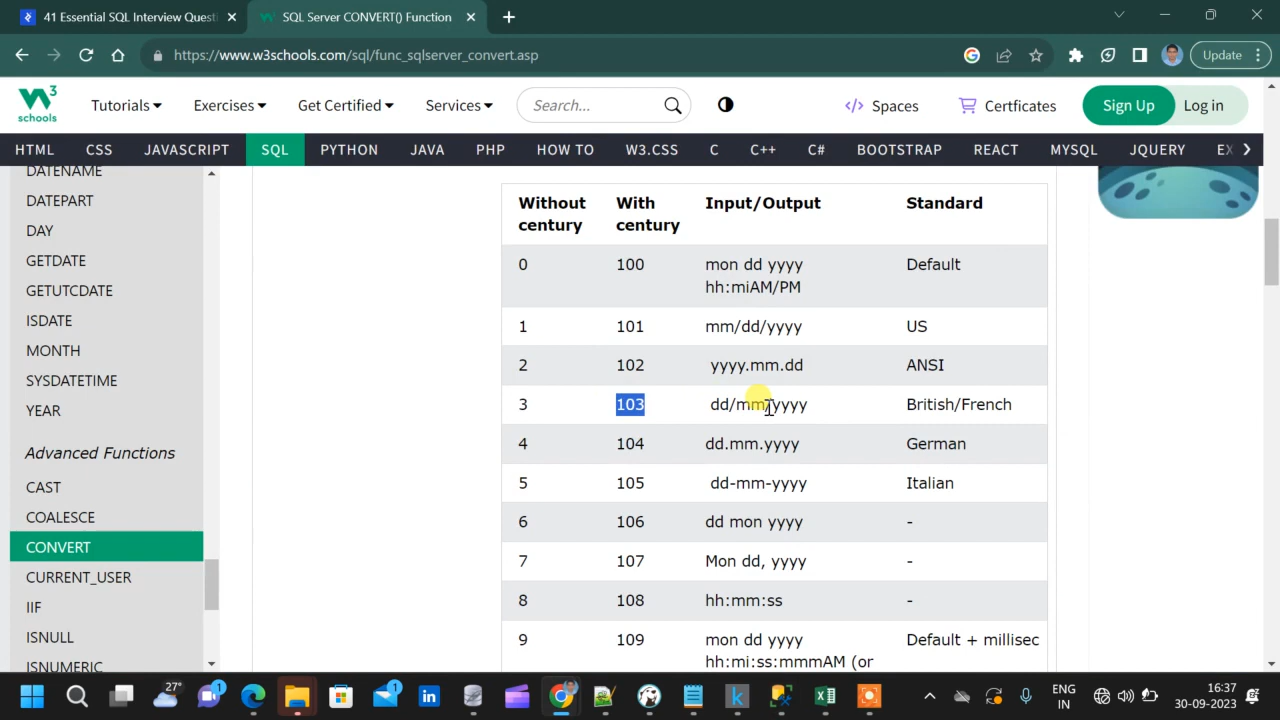 41 Essential SQL Interview Questi
SQL Server CONVERT() Function
https://www.w3schools.com/sql/func_sqlserver_convert.asp
Update
W3
schools
Tutorials
Exercises
Get Certified
Services
Search...
Spaces
Certficates
Sign Up
Log in
HTML
CSS
JAVASCRIPT
SQL
PYTHON
JAVA
PHP
HOW TO
W3.CSS
C
C++
C#
BOOTSTRAP
REACT
MYSQL
JQUERY
EX
DATENAME
DATEPART
DAY
GETDATE
GETUTCDATE
ISDATE
MONTH
SYSDATETIME
YEAR
Advanced Functions
CAST
COALESCE
CONVERT
CURRENT_USER
IIF
ISNULL
ISNUMERIC
Without century With century Input/Output Standard
0 100 mon dd yyyy hh:miAM/PM Default
1 101 mm/dd/yyyy US
2 102 yyyy.mm.dd ANSI
3 103 dd/mm/yyyy British/French
4 104 dd.mm.yyyy German
5 105 dd-mm-yyyy Italian
6 106 dd mon yyyy -
7 107 Mon dd, yyyy -
8 108 hh:mm:ss -
9 109 mon dd yyyy hh:mi:ss:mmmAM (or Default + millisec
27°
1
1
ENG
IN
16:37
30-09-2023